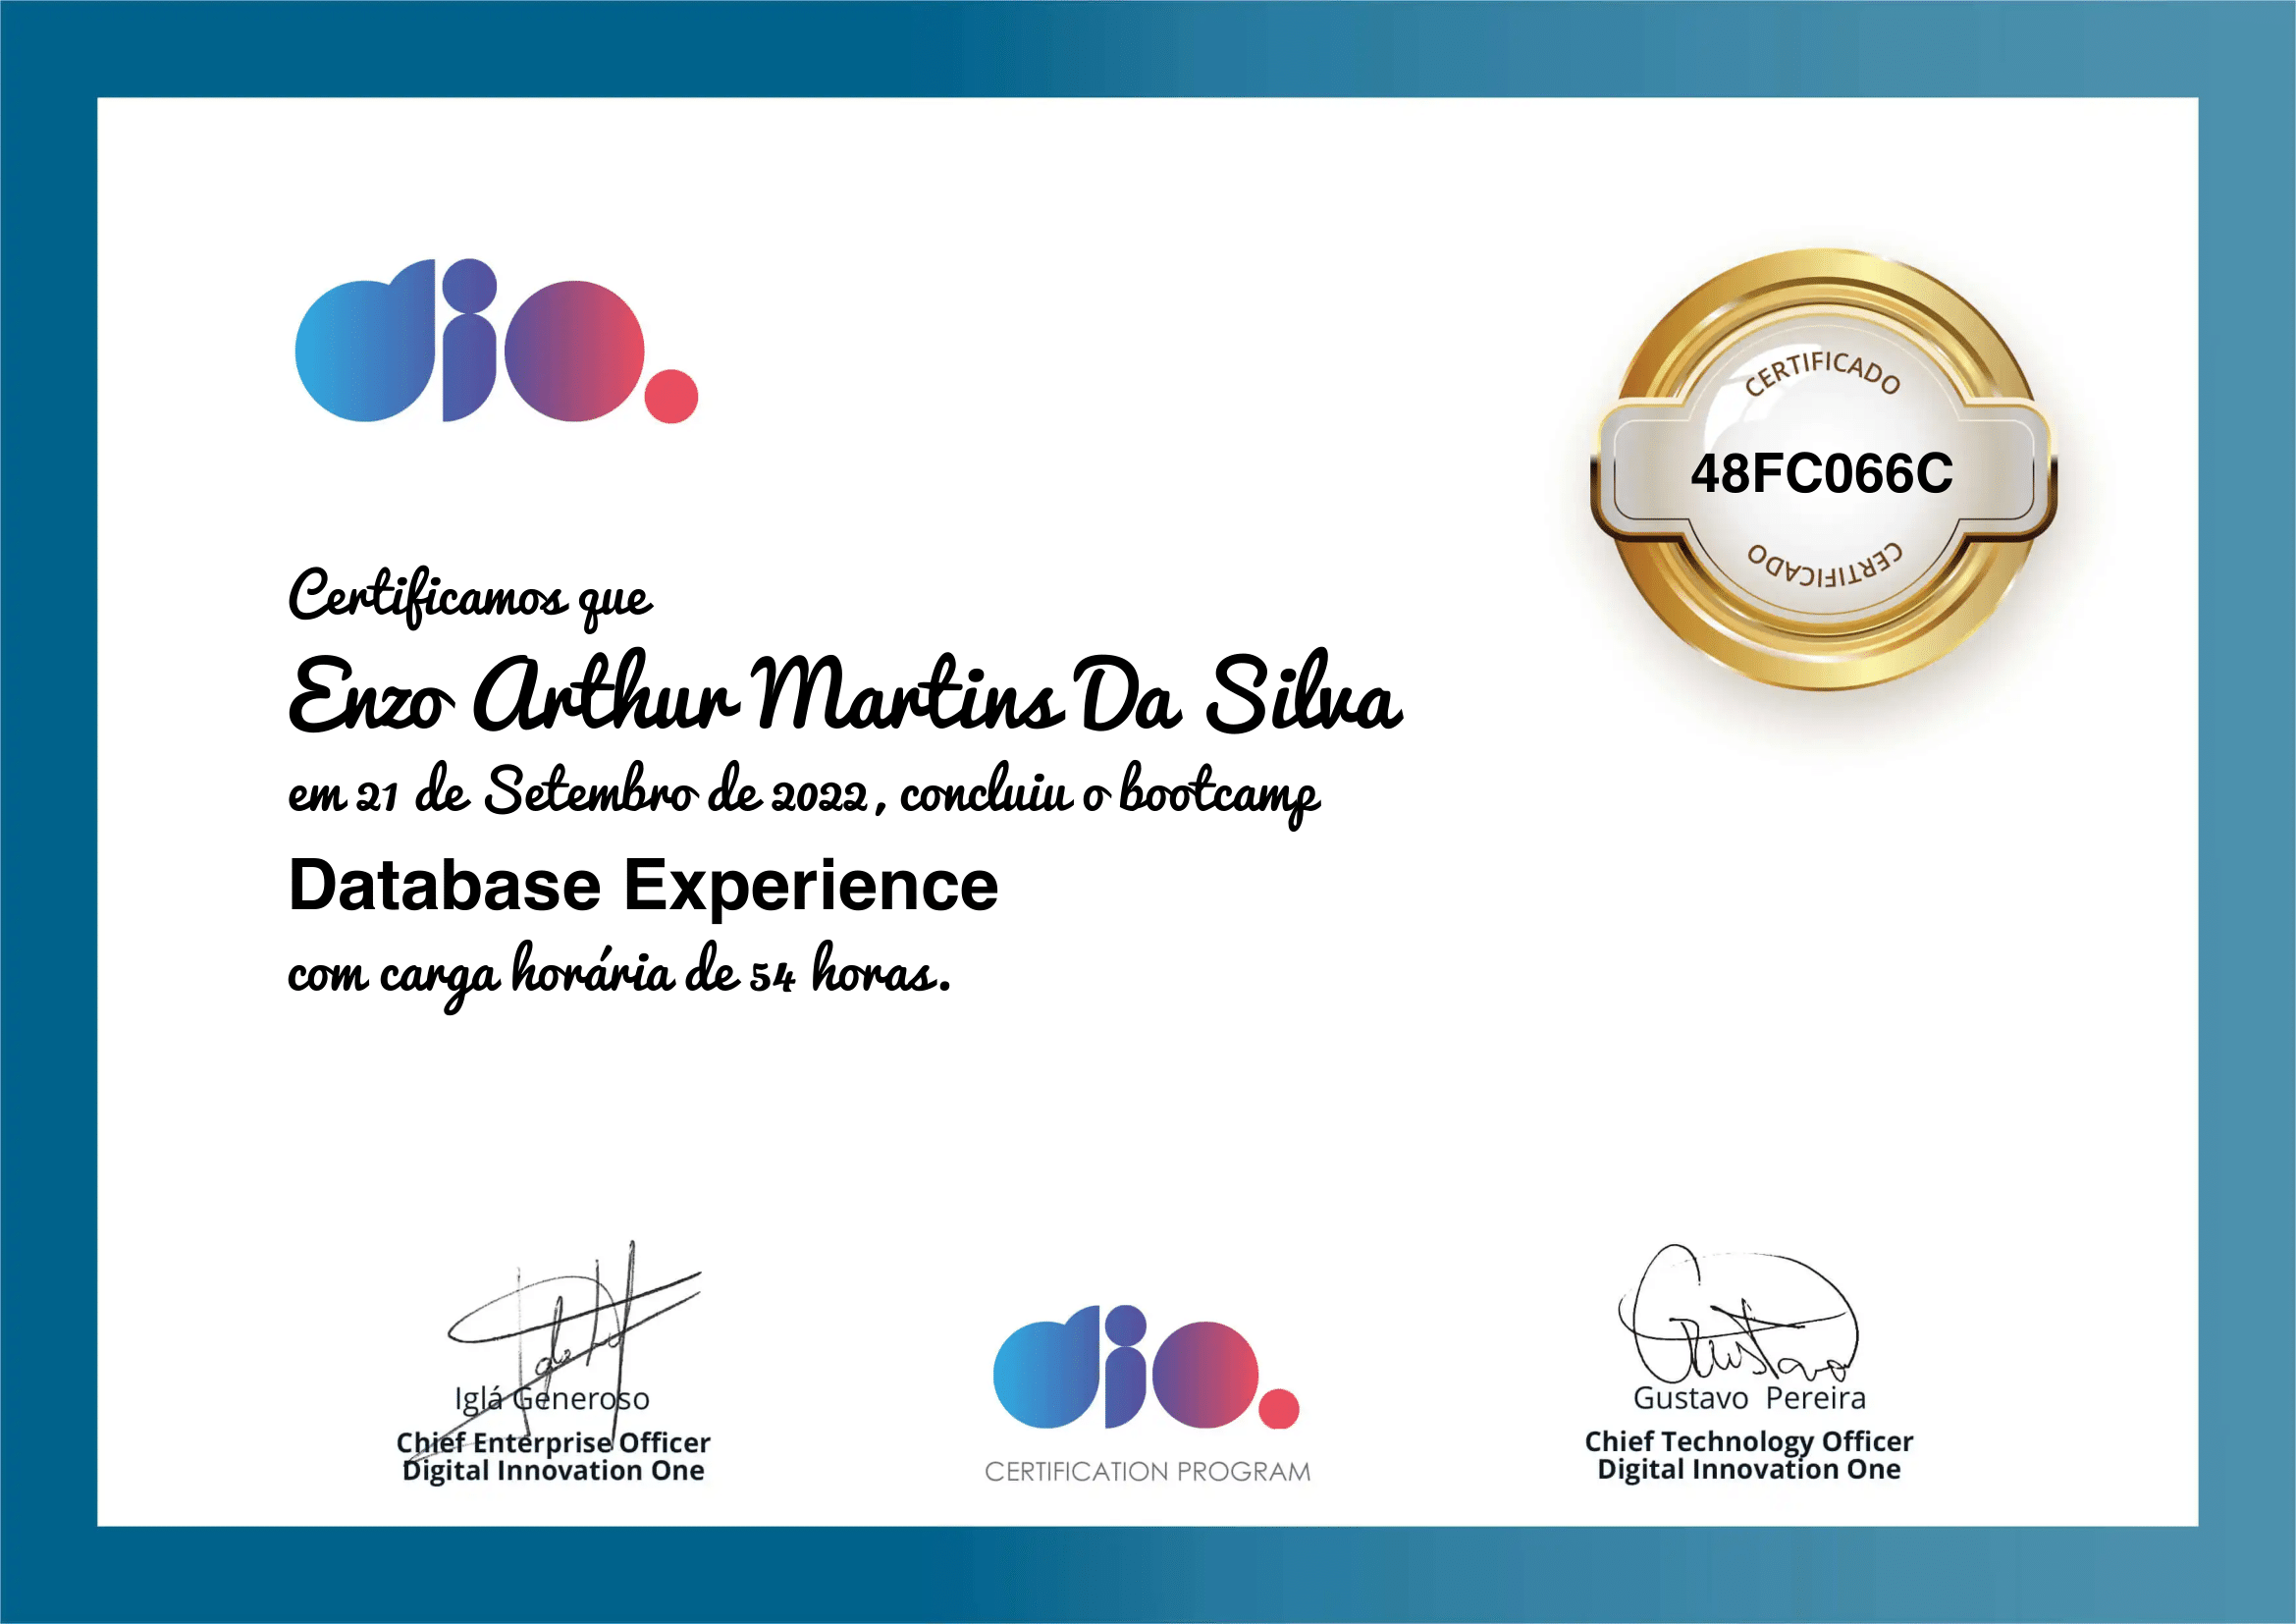 dio.
CERTIFICADO
48FC066C
CERTIFICADO
Certificamos que
Enzo Arthur Martins Da Silva
em 21 de Setembro de 2022, concluiu o bootcamp
Database Experience
com carga horária de 54 horas.
Gustavo
Iglá Generoso
Chief Enterprise Officer
Digital Innovation One
dio.
CERTIFICATION PROGRAM
Gustavo Pereira
Chief Technology Officer
Digital Innovation One